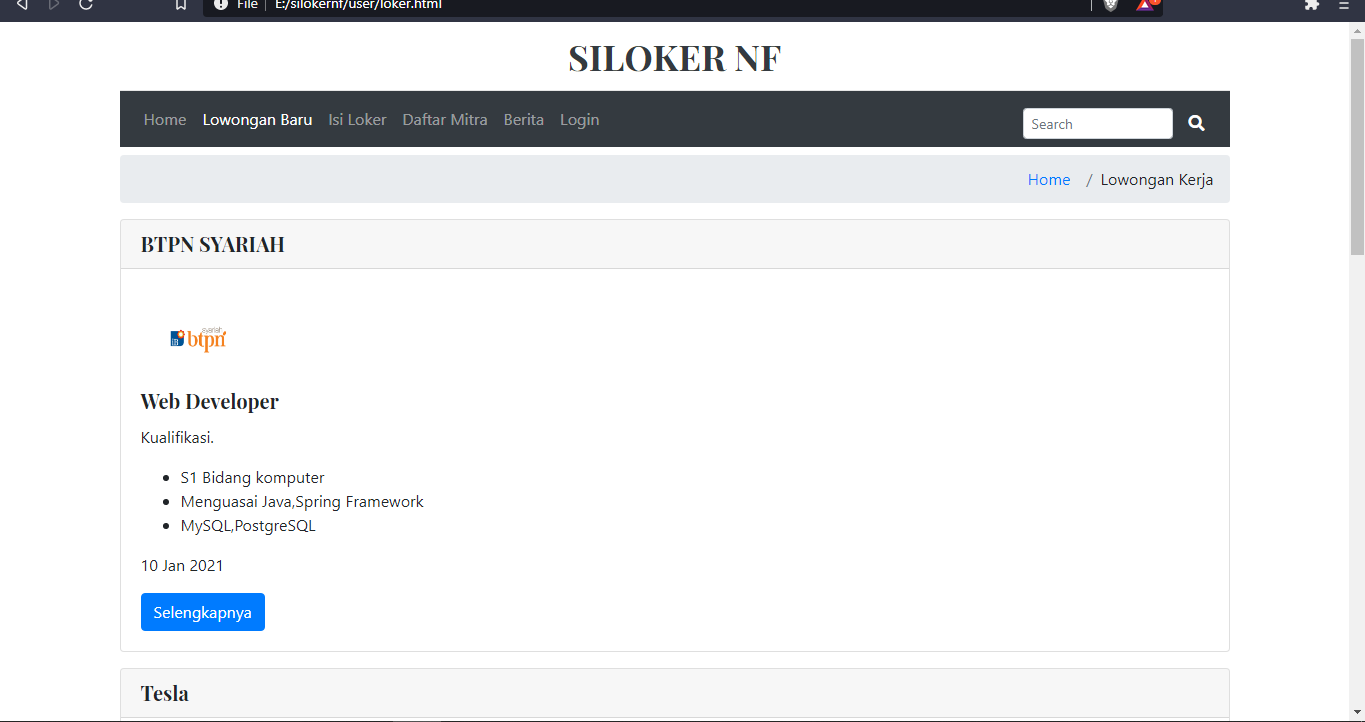 File E:/silokernf/user/loker.html
SILOKER NF
Home Lowongan Baru Isi Loker Daftar Mitra Berita Login Search
Home / Lowongan Kerja
BTPN SYARIAH
syariah
btpn
Web Developer
Kualifikasi.
S1 Bidang komputer
Menguasai Java,Spring Framework
MySQL,PostgreSQL
10 Jan 2021
Selengkapnya
Tesla